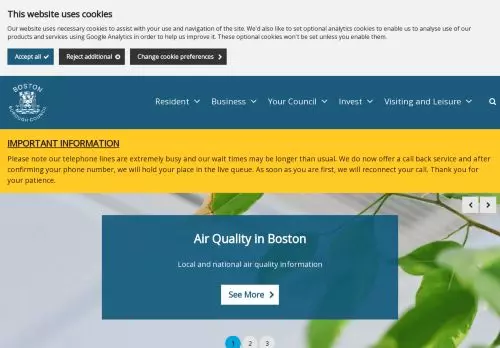 This website uses cookies
Our website uses necessary cookies to assist with your use and navigation of the site. We'd also like to set optional analytics cookies to enable us to analyse use of our
products and services using Google Analytics in order to help us improve it. These optional cookies won't be set unless you enable them.
Accept all Reject additional Change cookie preferences
BOSTON
BOROUGH COUNCIL
Resident Business Your Council Invest Visiting and Leisure
IMPORTANT INFORMATION
Please note our telephone lines are extremely busy and our wait times may be longer than usual. We do now offer a call back service and after
confirming your phone number, we will hold your place in the live queue. As soon as you are first, we will reconnect your call. Thank you for
your patience.
Air Quality in Boston
Local and national air quality information
See More
1 2 3